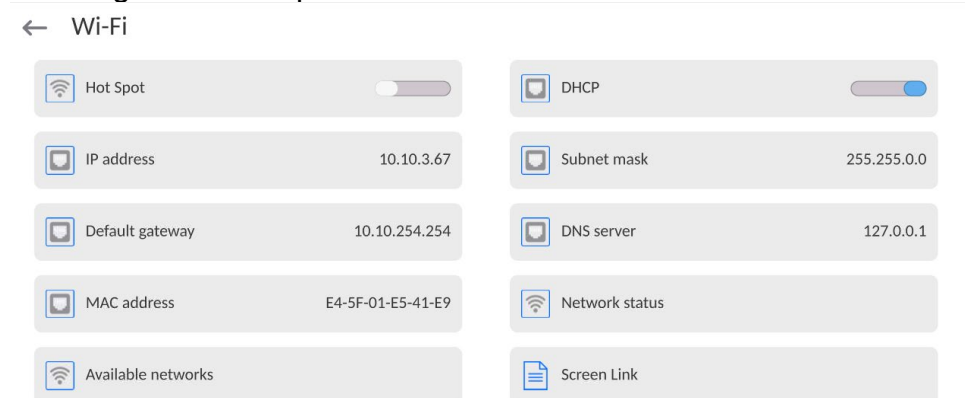 Wi-Fi
Hot Spot
DHCP
IP address 10.10.3.67
Subnet mask 255.255.0.0
Default gateway 10.10.254.254
DNS server 127.0.0.1
MAC address E4-5F-01-E5-41-E9
Network status
Available networks
Screen Link